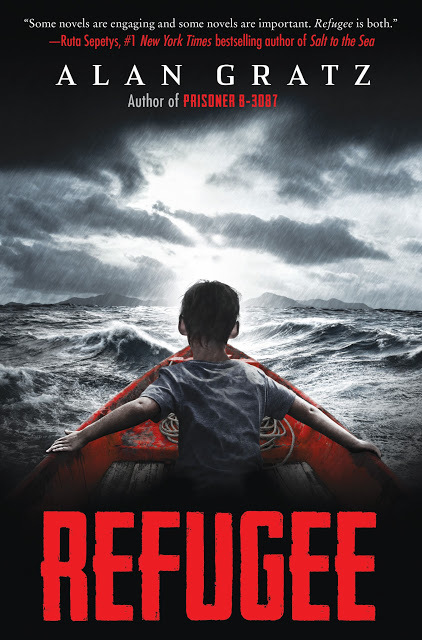 “Some novels are engaging and some novels are important. Refugee is both.”
—Ruta Sepetys, #1 New York Times bestselling author of Salt to the Sea
ALAN GRATZ
Author of PRISONER B-3087
REFUGEE